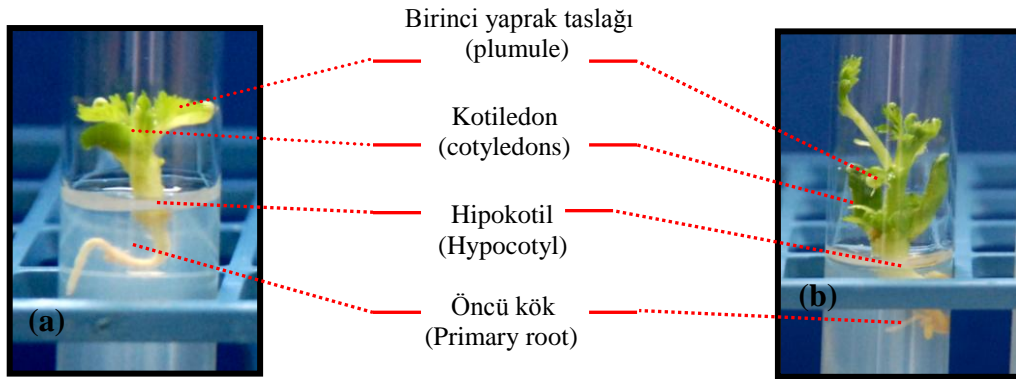 Birinci yaprak taslağı
(plumule)
Kotiledon
(cotyledons)
Hipokotil
(Hypocotyl)
Öncü kök
(Primary root)
(a)
(b)